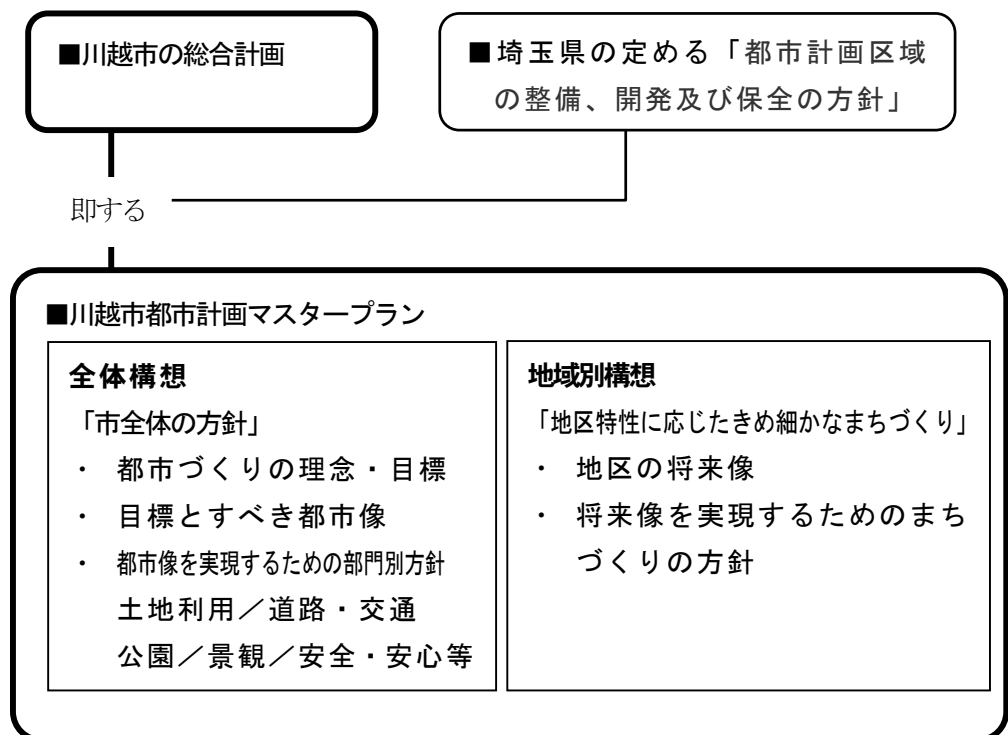 ■川越市の総合計画
■埼玉県の定める「都市計画区域
の整備、開発及び保全の方針」
即する
■川越市都市計画マスタープラン
全体構想
「市全体の方針」
・ 都市づくりの理念・目標
・ 目標とすべき都市像
・ 都市像を実現するための部門別方針
土地利用／道路・交通
公園／景観／安全・安心等
地域別構想
「地区特性に応じたきめ細かなまちづくり」
・ 地区の将来像
・ 将来像を実現するためのまち
づくりの方針